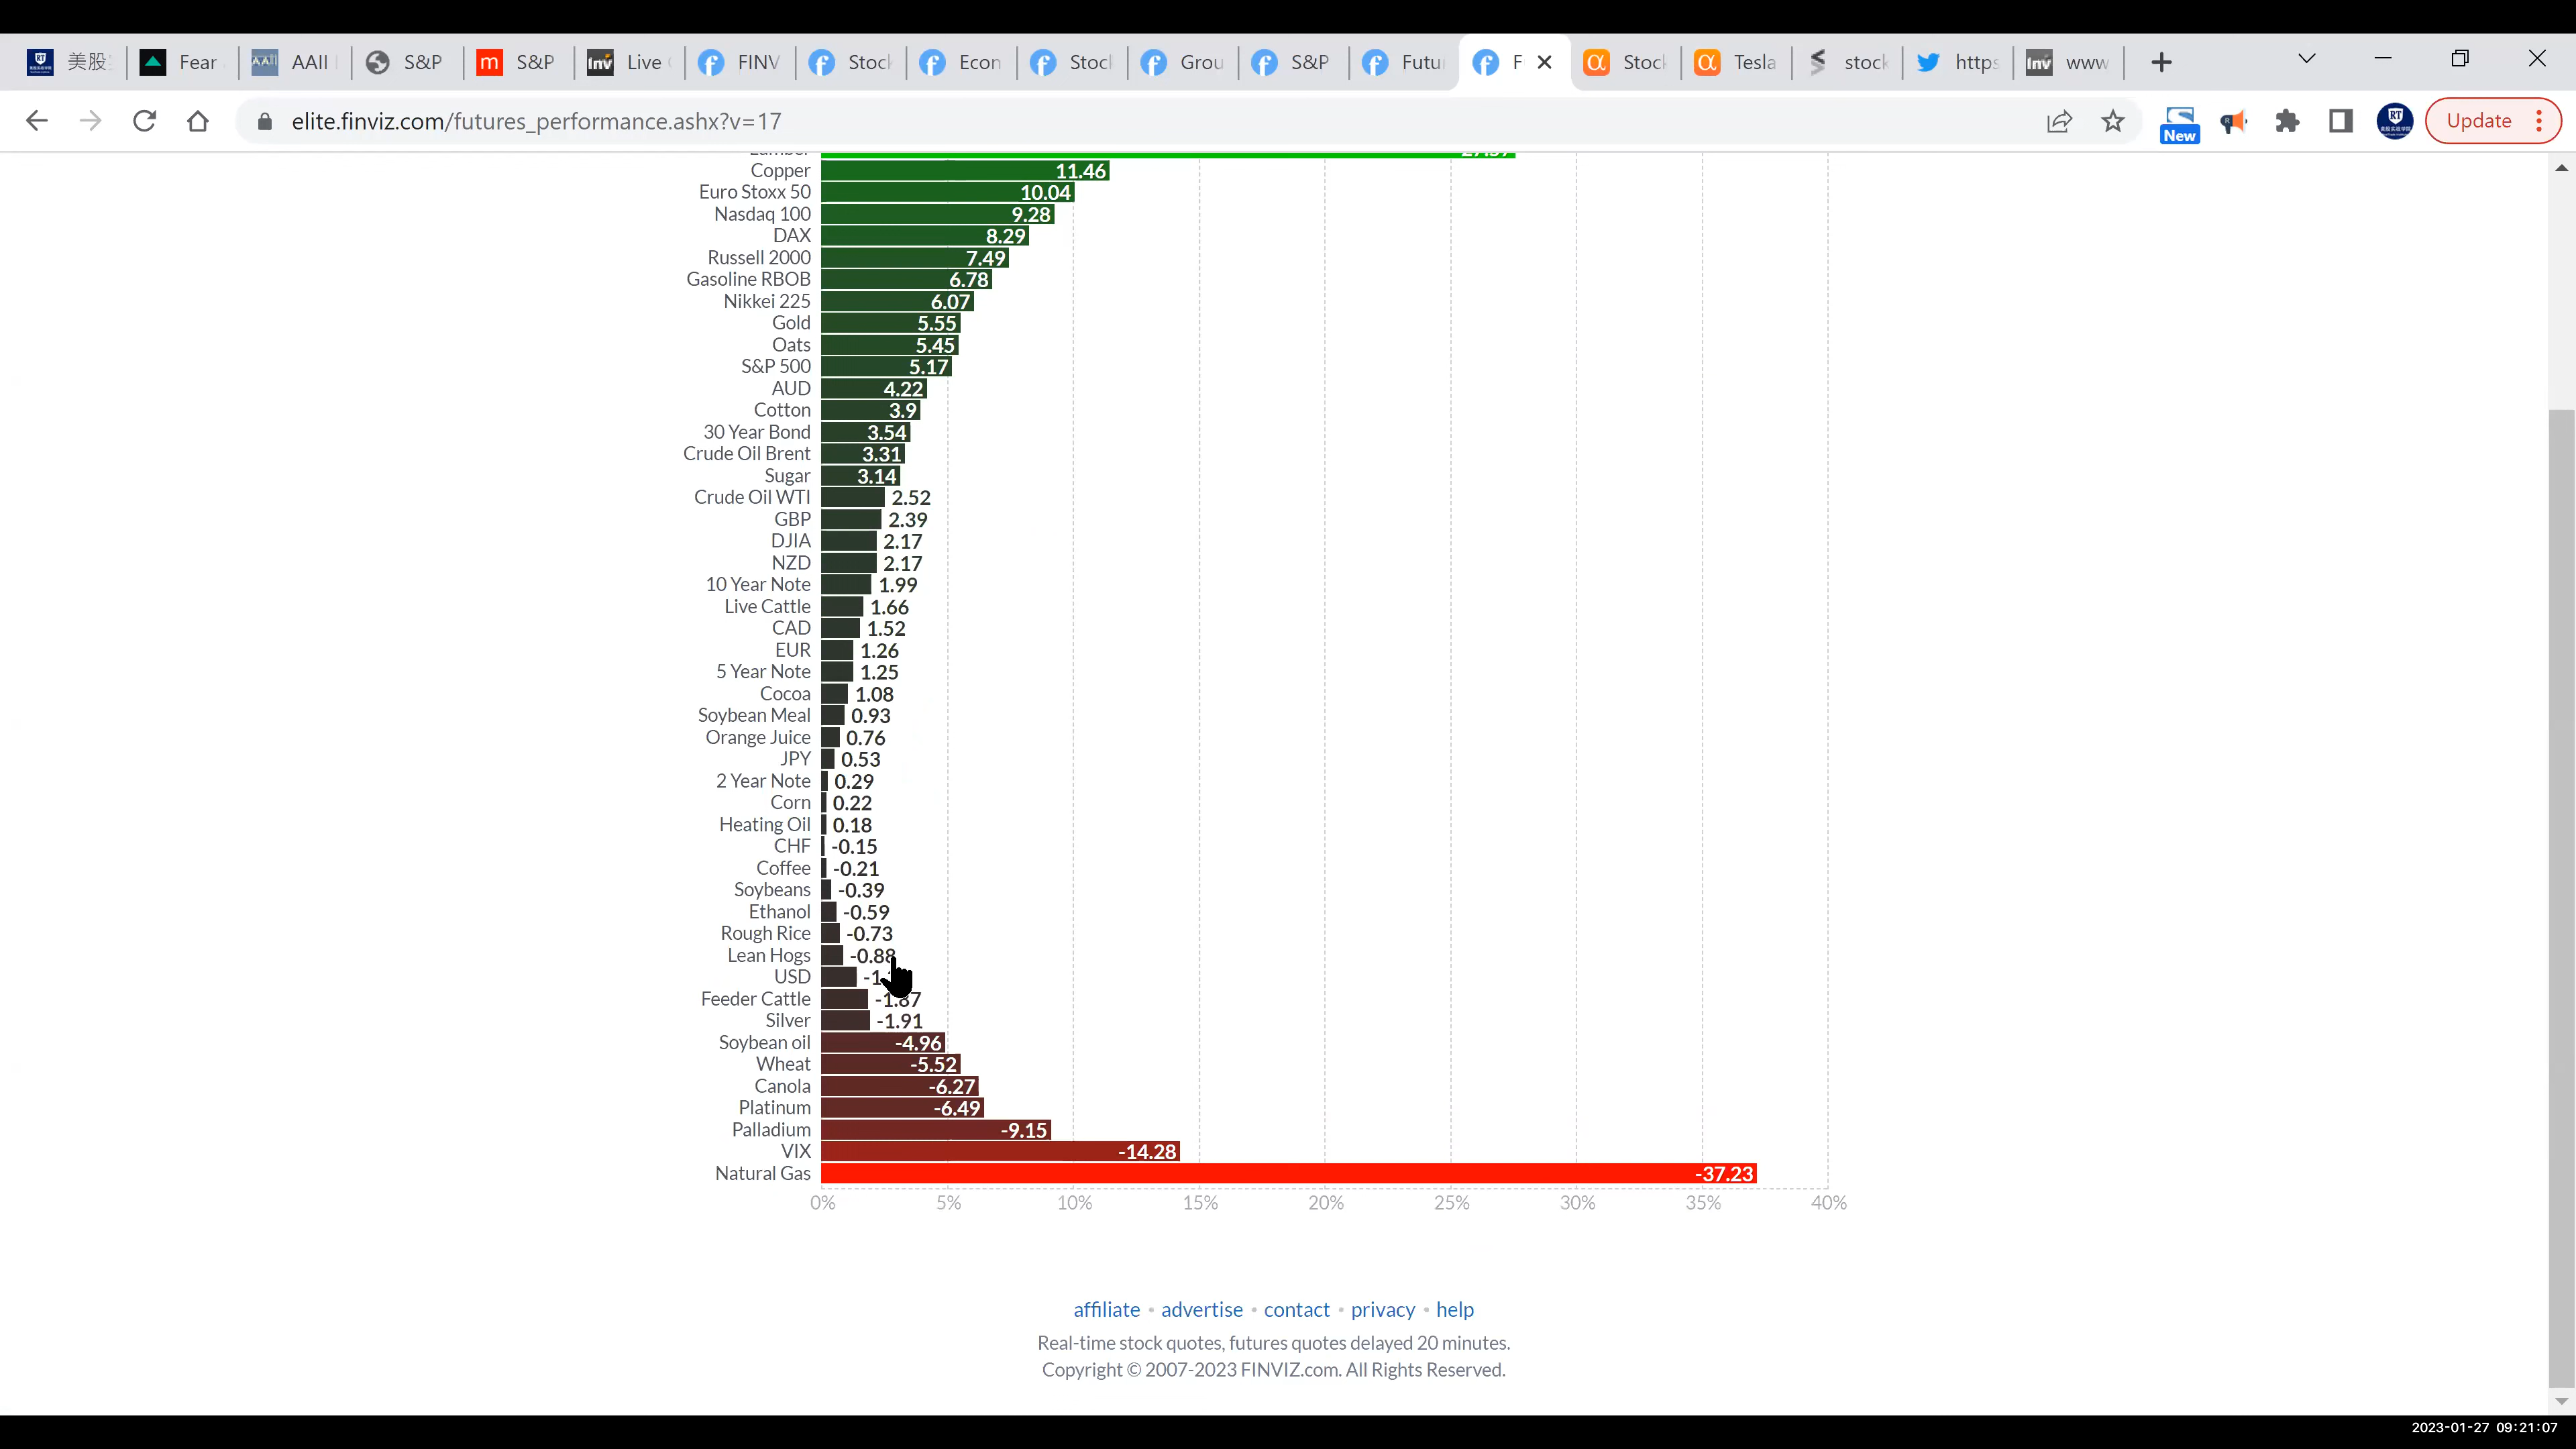 美股
Fear
AAII
S&P
S&P
Live
FINV
Stock
Econ
Stock
Grou
S&P
Futu
F
Stock
Tesla
stock
https
www
elite.finviz.com/futures_performance.ashx?v=17
New
Update
Copper 11.46
Euro Stoxx 50 10.04
Nasdaq 100 9.28
DAX 8.29
Russell 2000 7.49
Gasoline RBOB 6.78
Nikkei 225 6.07
Gold 5.55
Oats 5.45
S&P 500 5.17
AUD 4.22
Cotton 3.9
30 Year Bond 3.54
Crude Oil Brent 3.31
Sugar 3.14
Crude Oil WTI 2.52
GBP 2.39
DJIA 2.17
NZD 2.17
10 Year Note 1.99
Live Cattle 1.66
CAD 1.52
EUR 1.26
5 Year Note 1.25
Cocoa 1.08
Soybean Meal 0.93
Orange Juice 0.76
JPY 0.53
2 Year Note 0.29
Corn 0.22
Heating Oil 0.18
CHF -0.15
Coffee -0.21
Soybeans -0.39
Ethanol -0.59
Rough Rice -0.73
Lean Hogs -0.88
USD
Feeder Cattle -1.87
Silver -1.91
Soybean oil -4.96
Wheat -5.52
Canola -6.27
Platinum -6.49
Palladium -9.15
VIX -14.28
Natural Gas -37.23
0% 5% 10% 15% 20% 25% 30% 35% 40%
affiliate • advertise • contact • privacy • help
Real-time stock quotes, futures quotes delayed 20 minutes.
Copyright © 2007-2023 FINVIZ.com. All Rights Reserved.
2023-01-27 09:21:07